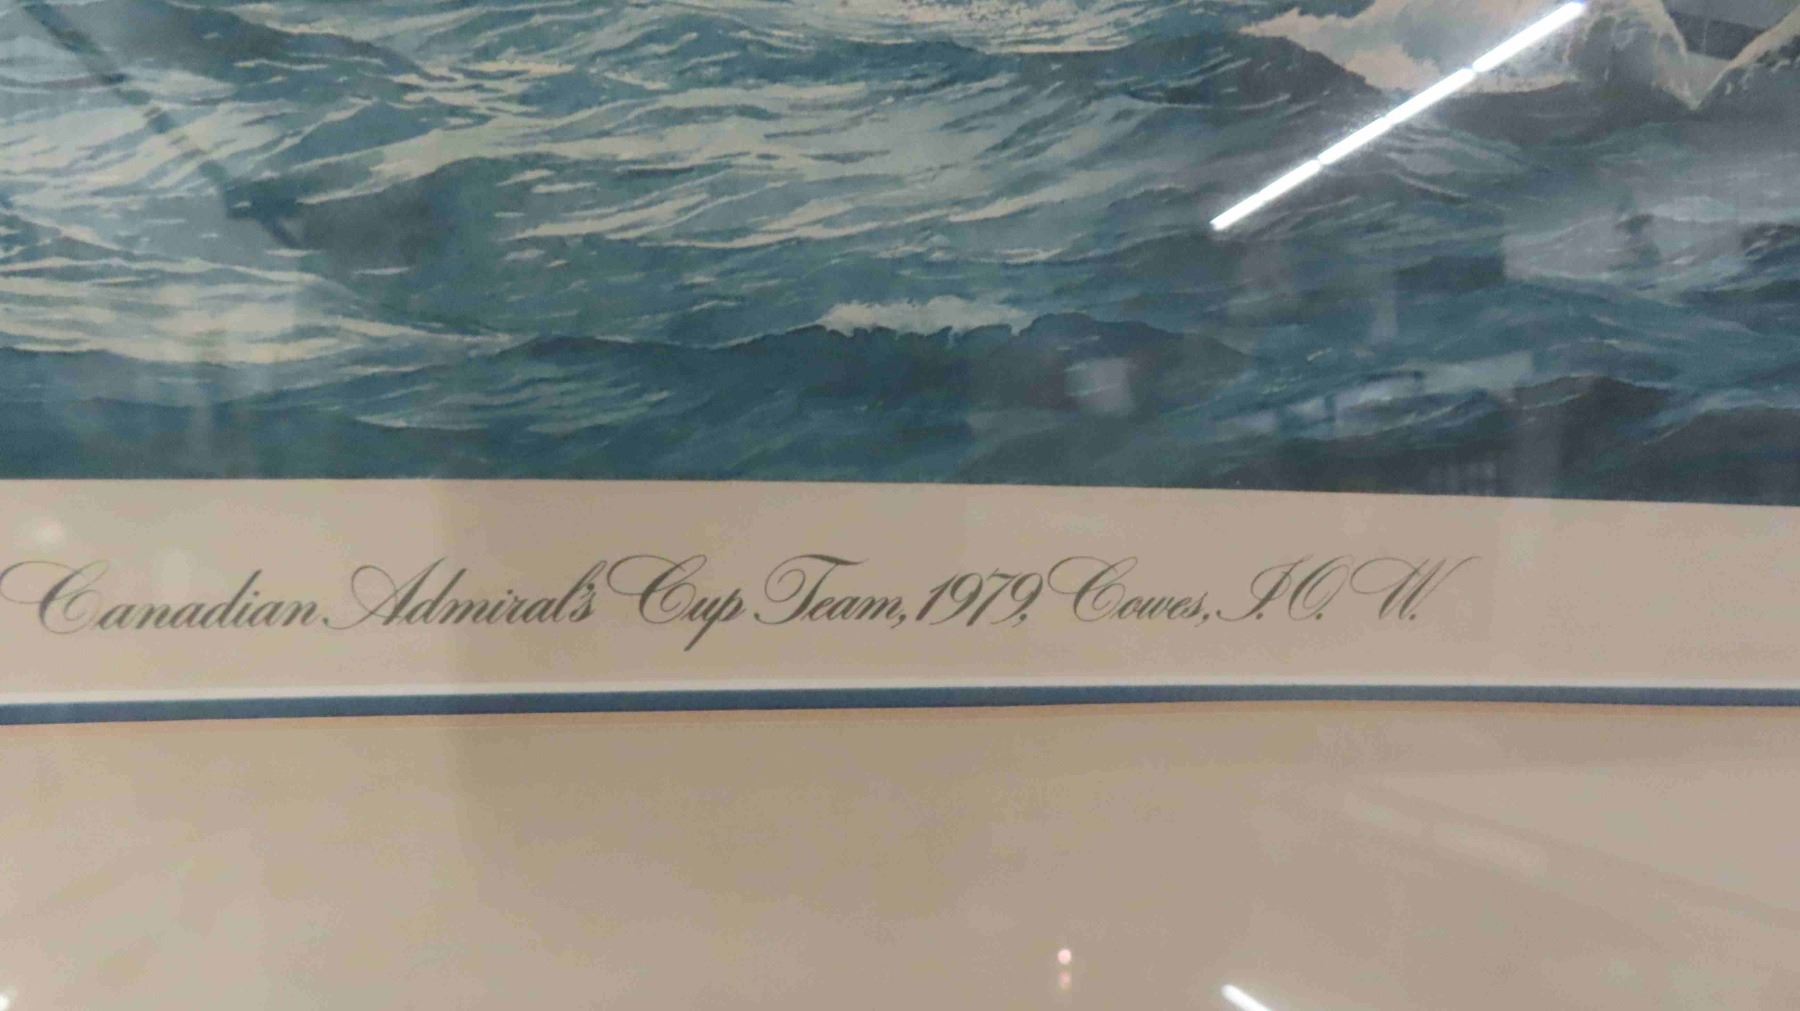 Canadian Admiral's Cup Team, 1979, Cowes, I.O.W.